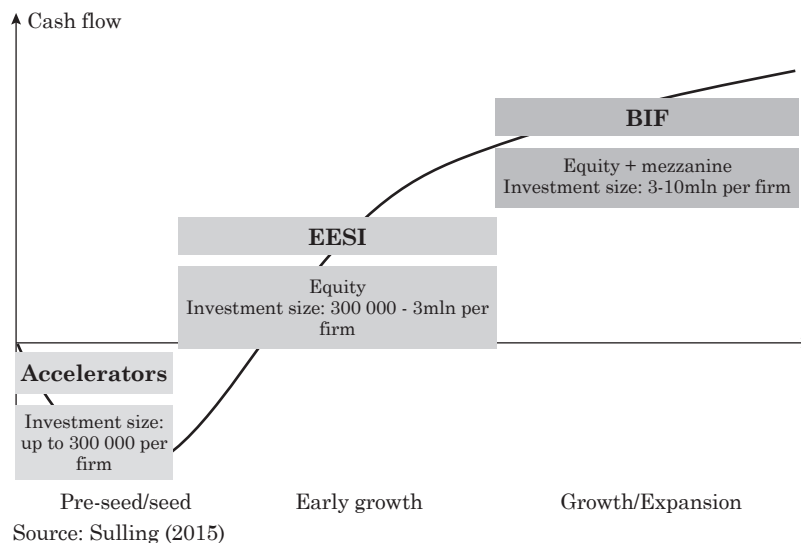 Cash flow
BIF
Equity + mezzanine
Investment size: 3-10mln per firm
EESI
Equity
Investment size: 300 000 - 3mln per
firm
Accelerators
Investment size:
up to 300 000 per
firm
Pre-seed/seed
Early growth
Growth/Expansion
Source: Sulling (2015)